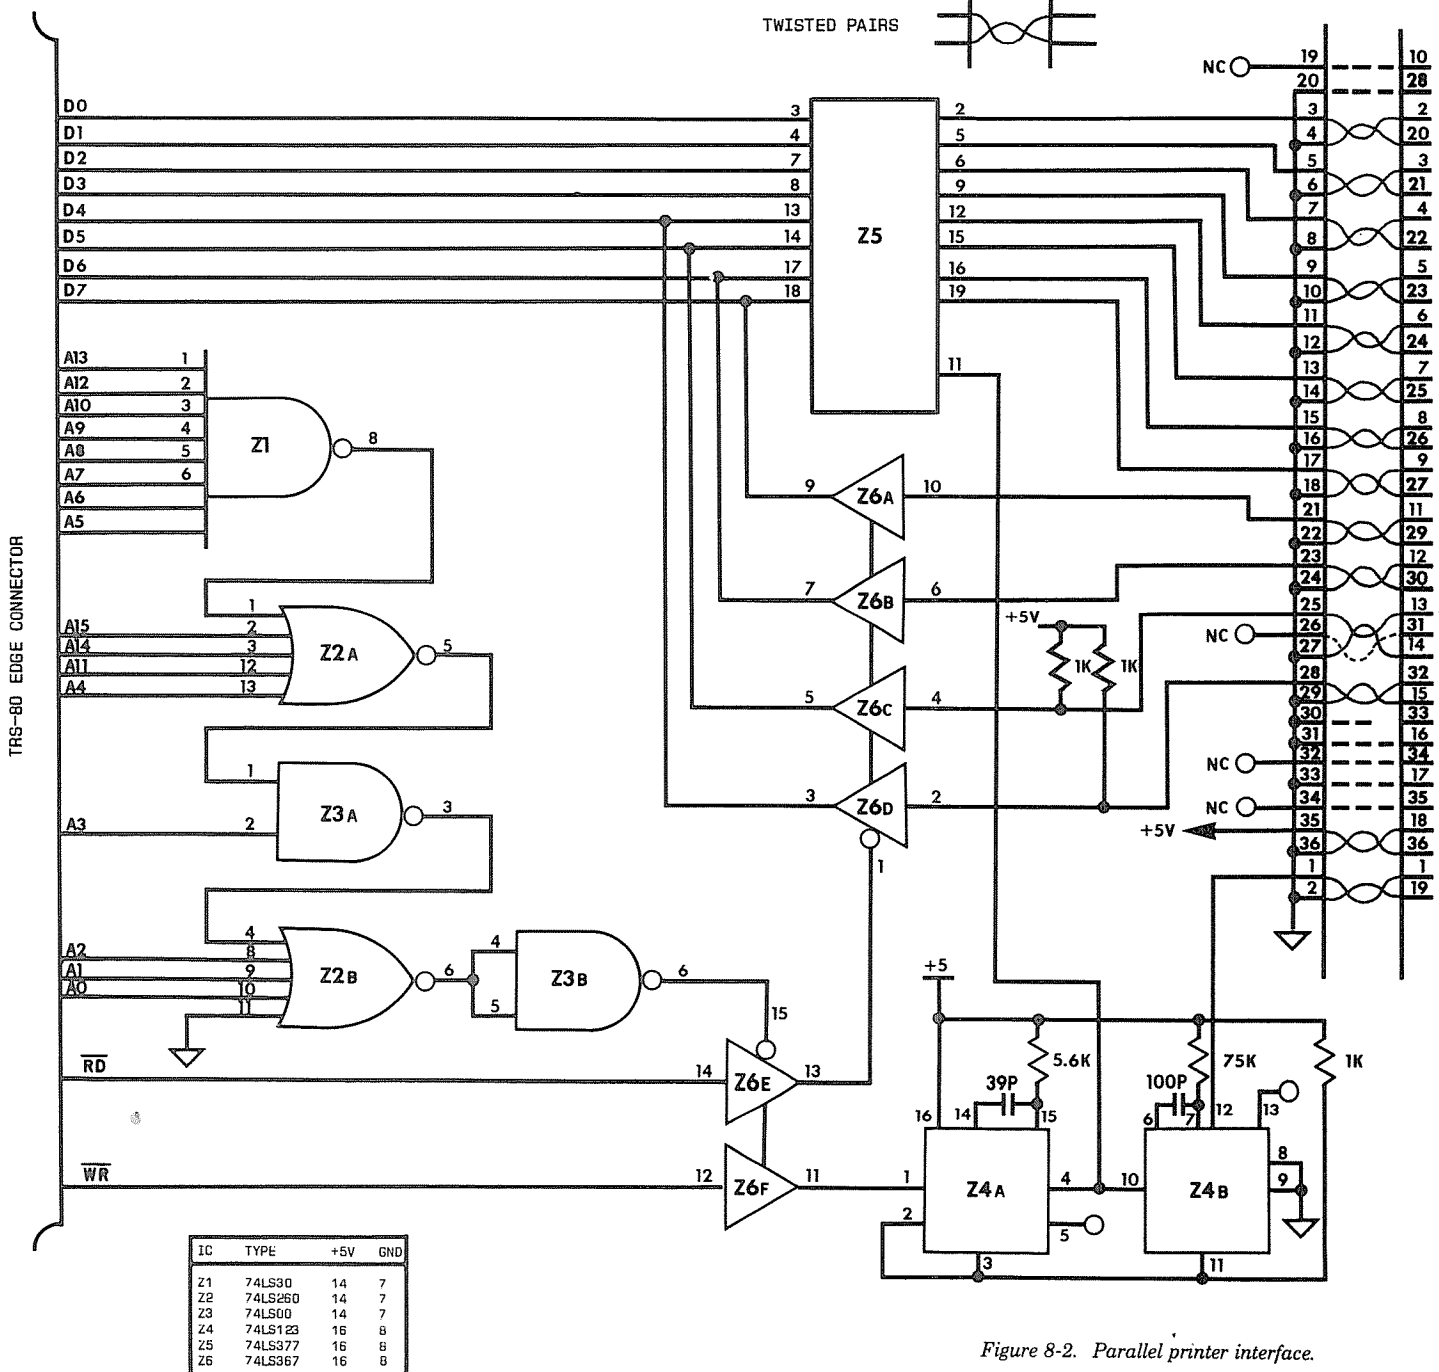 TWISTED PAIRS
NC 19 10
20 28
D0 3 2 3 2
D1 4 5 4 20
D2 7 6 5 3
D3 8 9 6 21
D4 13 12 7 4
D5 14 Z5 15 8 22
D6 17 16 9 5
D7 18 19 10 23
11 6
12 24
A13 1 11 13 7
A12 2 14 25
A10 3 15 8
A9 4 Z1 8 16 26
A8 5 17 9
A7 6 18 27
A6 9 Z6A 10 21 11
A5 22 29
23 12
7 Z6B 6 24 30
1 +5V 25 13
A15 2 NC 26 31
A14 3 Z2A 5 27 14
A11 12 1K 1K 28 32
A4 13 29 15
5 Z6C 4 30 33
31 16
1 NC 32 34
33 17
Z3A 3 3 Z6D 2 NC 34 35
A3 2 +5V 35 18
1 36 36
1 1
2 19
4
A2 8 4
A1 9 Z2B 6 Z3B 6 +5
A0 10 5
11 15
RD 14 Z6E 13 5.6K 75K 1K
39P 100P
16 14 15 6 7 12 13
WR 12 Z6F 11 1 Z4A 4 10 Z4B 8
9
2 5
3 11
TRS-80 EDGE CONNECTOR
IC TYPE +5V GND
Z1 74LS30 14 7
Z2 74LS260 14 7
Z3 74LS00 14 7
Z4 74LS123 16 8
Z5 74LS377 16 8
Z6 74LS367 16 8
Figure 8-2. Parallel printer interface.